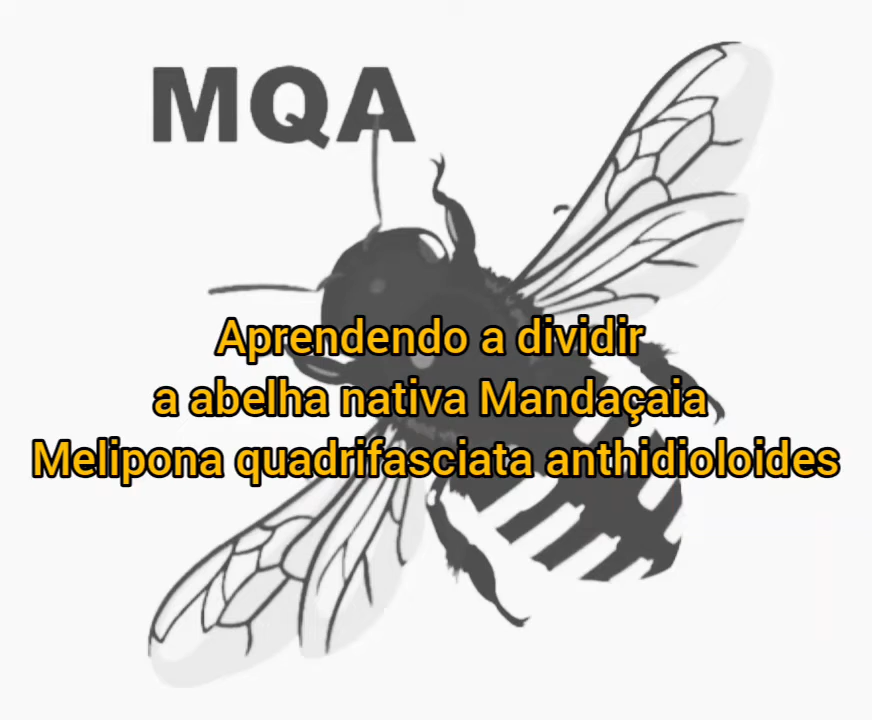 MQA
Aprendendo a dividir
a abelha nativa Mandaçaia
Melipona quadrifasciata anthidioloides